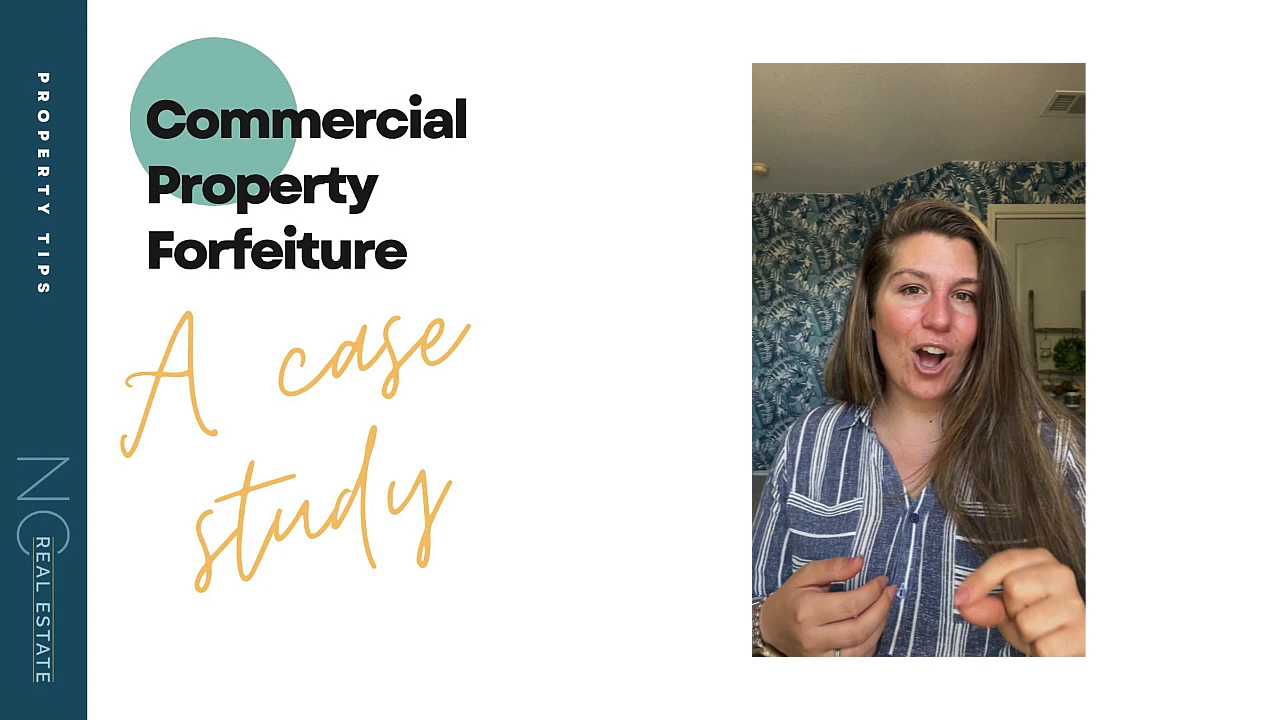 PROPERTY TIPS
Commercial
Property
Forfeiture
A case
study
NC
REAL ESTATE